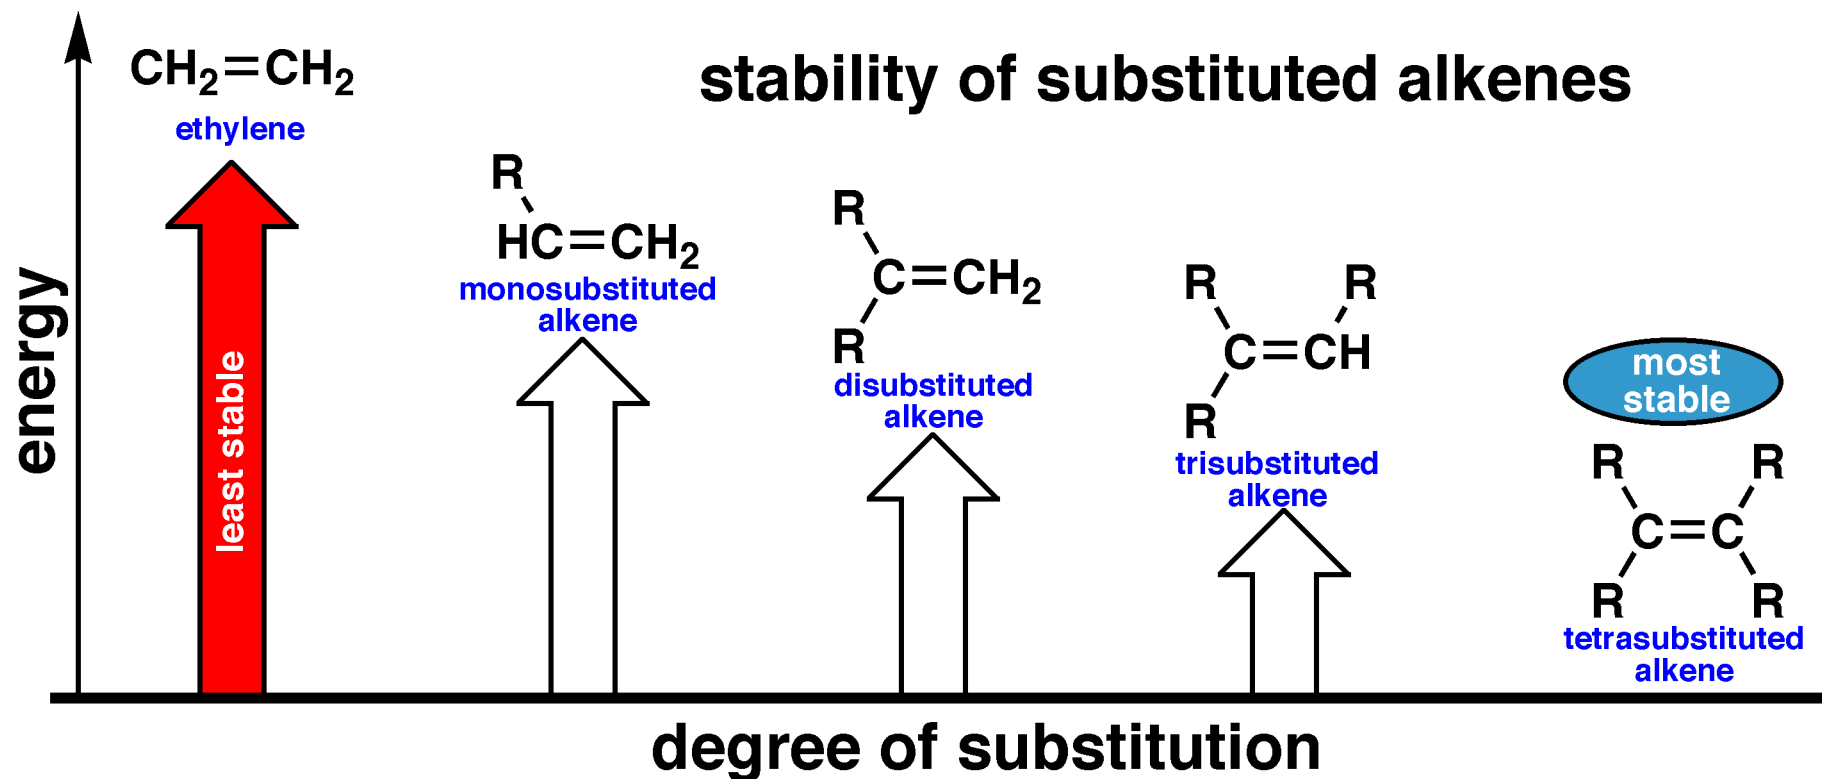 stability of substituted alkenes
energy
CH₂=CH₂
ethylene
least stable
R
HC=CH₂
monosubstituted
alkene
R
C=CH₂
R
disubstituted
alkene
R R
C=CH
R
trisubstituted
alkene
most
stable
R R
C=C
R R
tetrasubstituted
alkene
degree of substitution